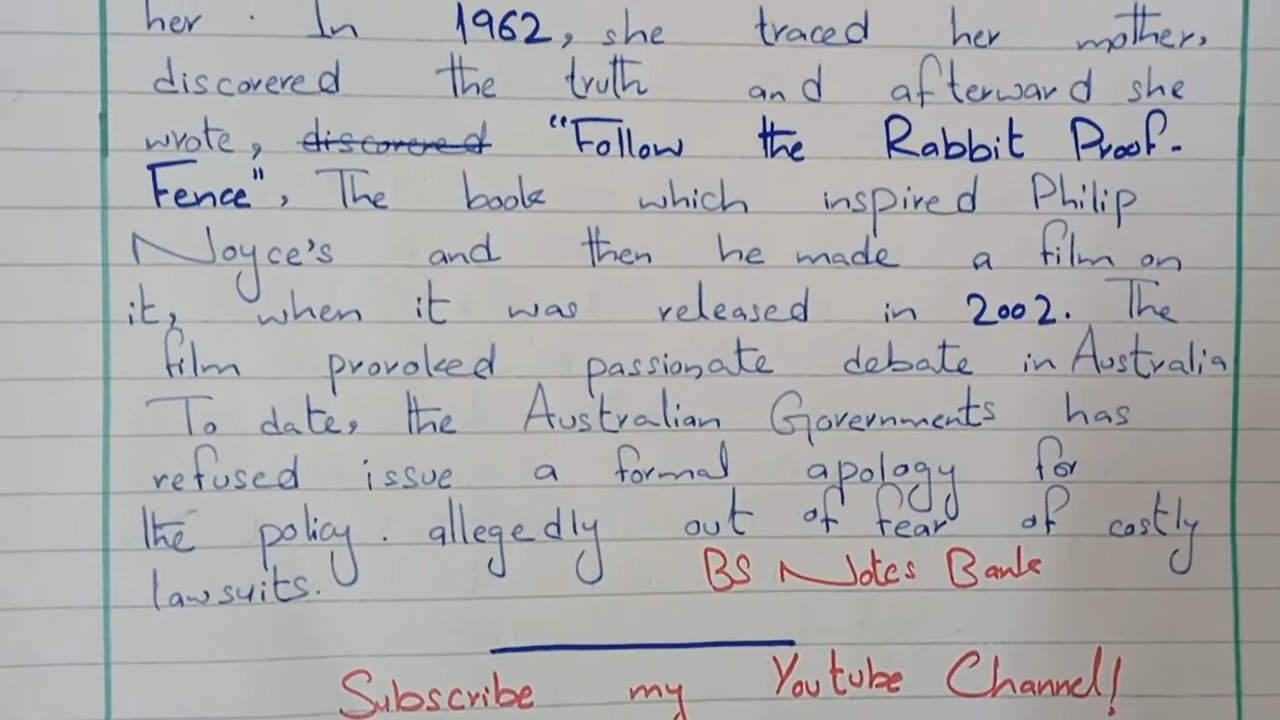 her. In 1962, she traced her mother,
discovered the truth and afterward she
wrote, discovered "Follow the Rabbit Proof-
Fence", The book which inspired Philip
Noyce's and then he made a film on
it, when it was released in 2002. The
film provoked passionate debate in Australia
To date, the Australian Governments has
refused issue a formal apology for
the policy. allegedly out of fear of costly
lawsuits.
BS Notes Bank
Subscribe my Youtube Channel!